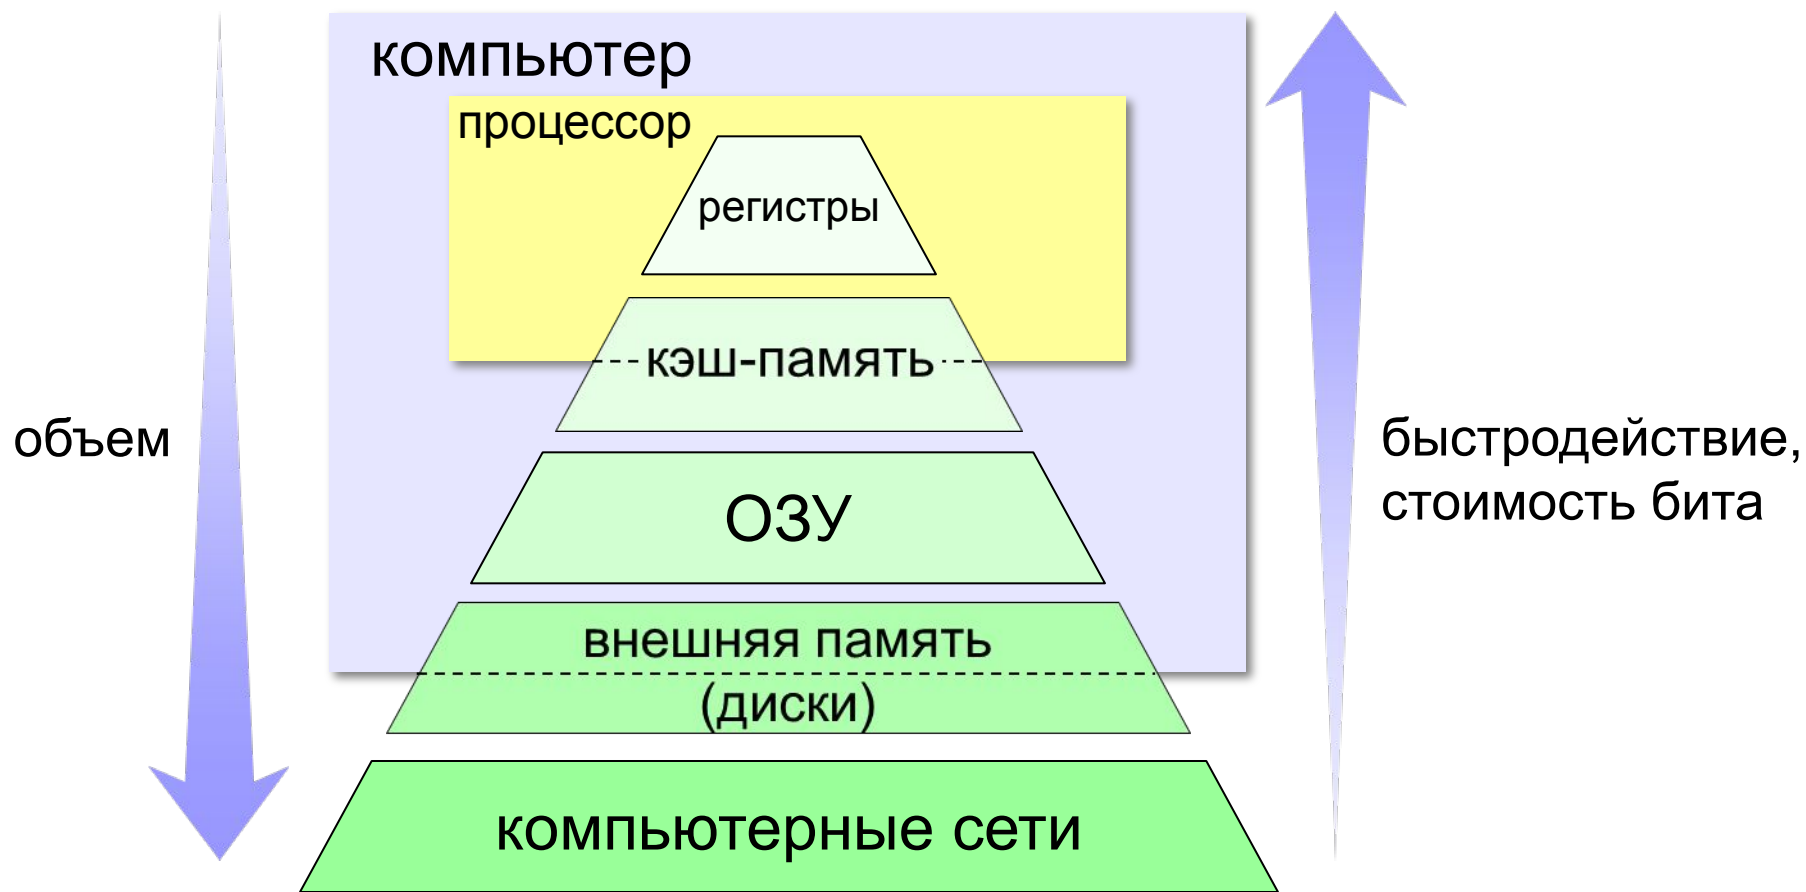 компьютер
процессор
регистры
кэш-память
объем
быстродействие,
стоимость бита
ОЗУ
внешняя память
(диски)
компьютерные сети